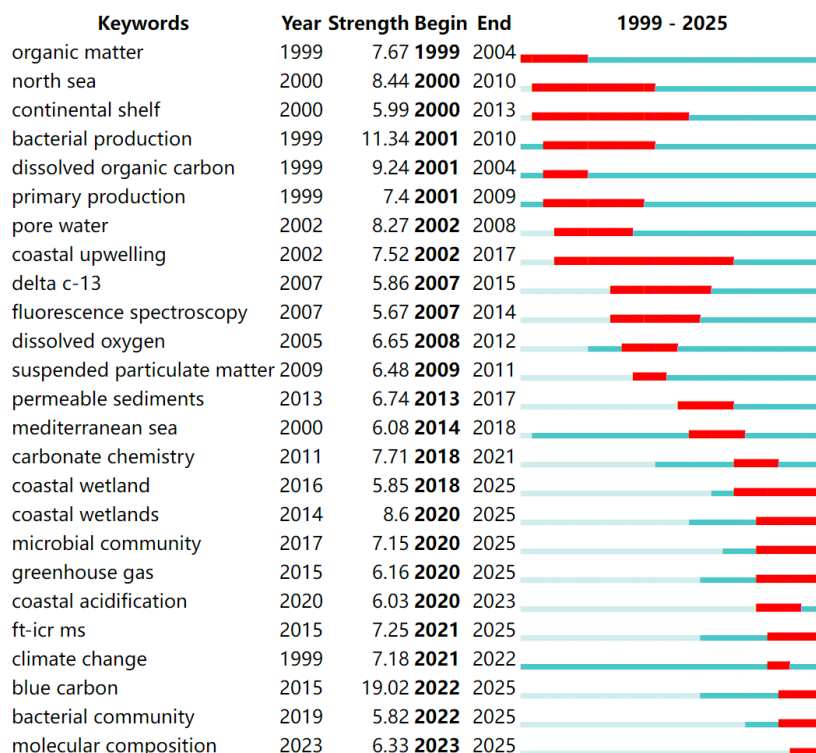 Keywords Year Strength Begin End 1999 - 2025
organic matter 1999 7.67 1999 2004
north sea 2000 8.44 2000 2010
continental shelf 2000 5.99 2000 2013
bacterial production 1999 11.34 2001 2010
dissolved organic carbon 1999 9.24 2001 2004
primary production 1999 7.4 2001 2009
pore water 2002 8.27 2002 2008
coastal upwelling 2002 7.52 2002 2017
delta c-13 2007 5.86 2007 2015
fluorescence spectroscopy 2007 5.67 2007 2014
dissolved oxygen 2005 6.65 2008 2012
suspended particulate matter 2009 6.48 2009 2011
permeable sediments 2013 6.74 2013 2017
mediterranean sea 2000 6.08 2014 2018
carbonate chemistry 2011 7.71 2018 2021
coastal wetland 2016 5.85 2018 2025
coastal wetlands 2014 8.6 2020 2025
microbial community 2017 7.15 2020 2025
greenhouse gas 2015 6.16 2020 2025
coastal acidification 2020 6.03 2020 2023
ft-icr ms 2015 7.25 2021 2025
climate change 1999 7.18 2021 2022
blue carbon 2015 19.02 2022 2025
bacterial community 2019 5.82 2022 2025
molecular composition 2023 6.33 2023 2025